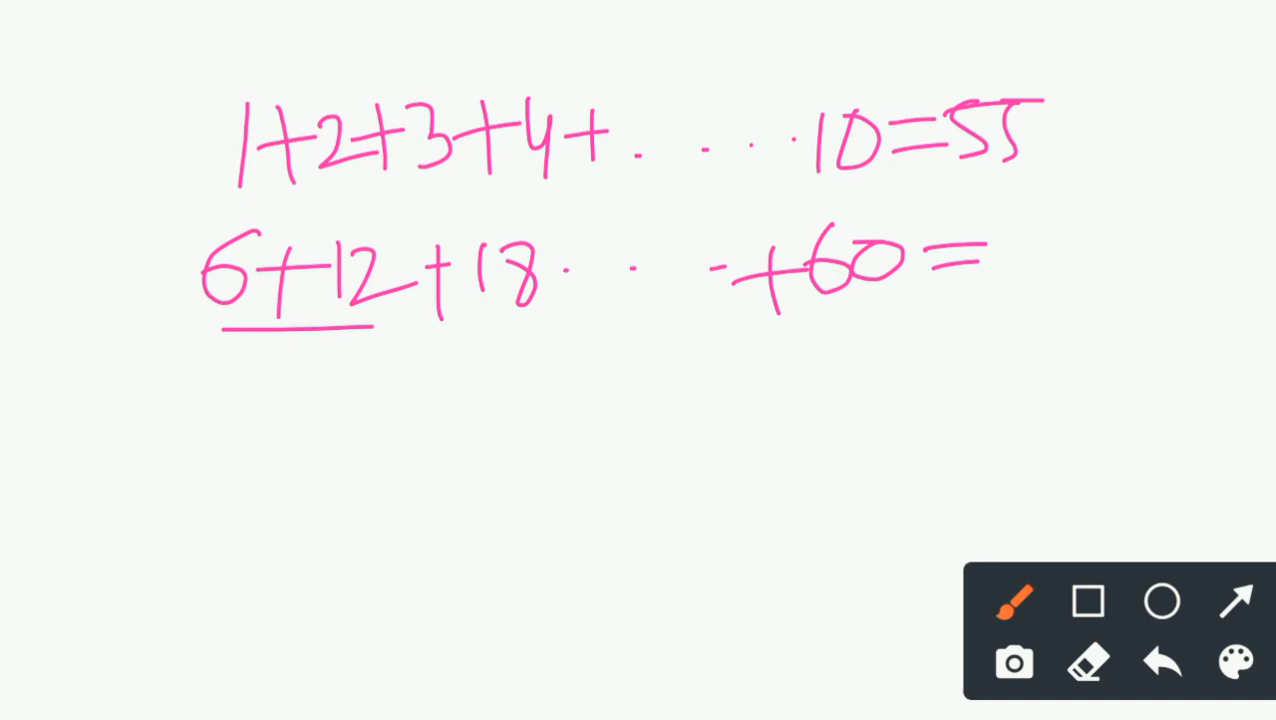 1+2+3+4+. . . .10=55
6+12+18. . .+60=